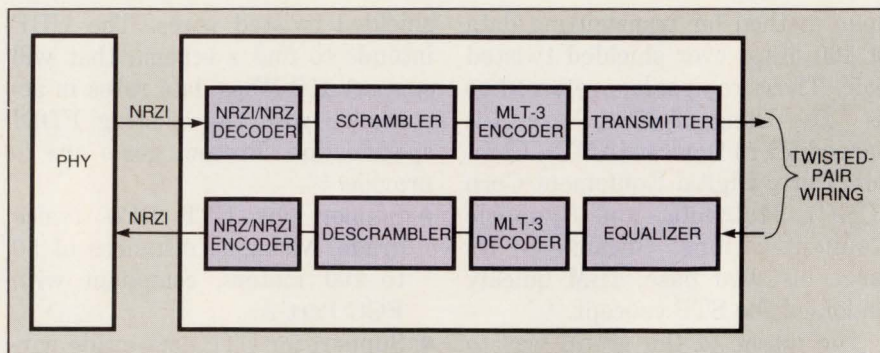 PHY
NRZI
NRZI/NRZ
DECODER
SCRAMBLER
MLT-3
ENCODER
TRANSMITTER
TWISTED-
PAIR
WIRING
NRZI
NRZ/NRZI
ENCODER
DESCRAMBLER
MLT-3
DECODER
EQUALIZER